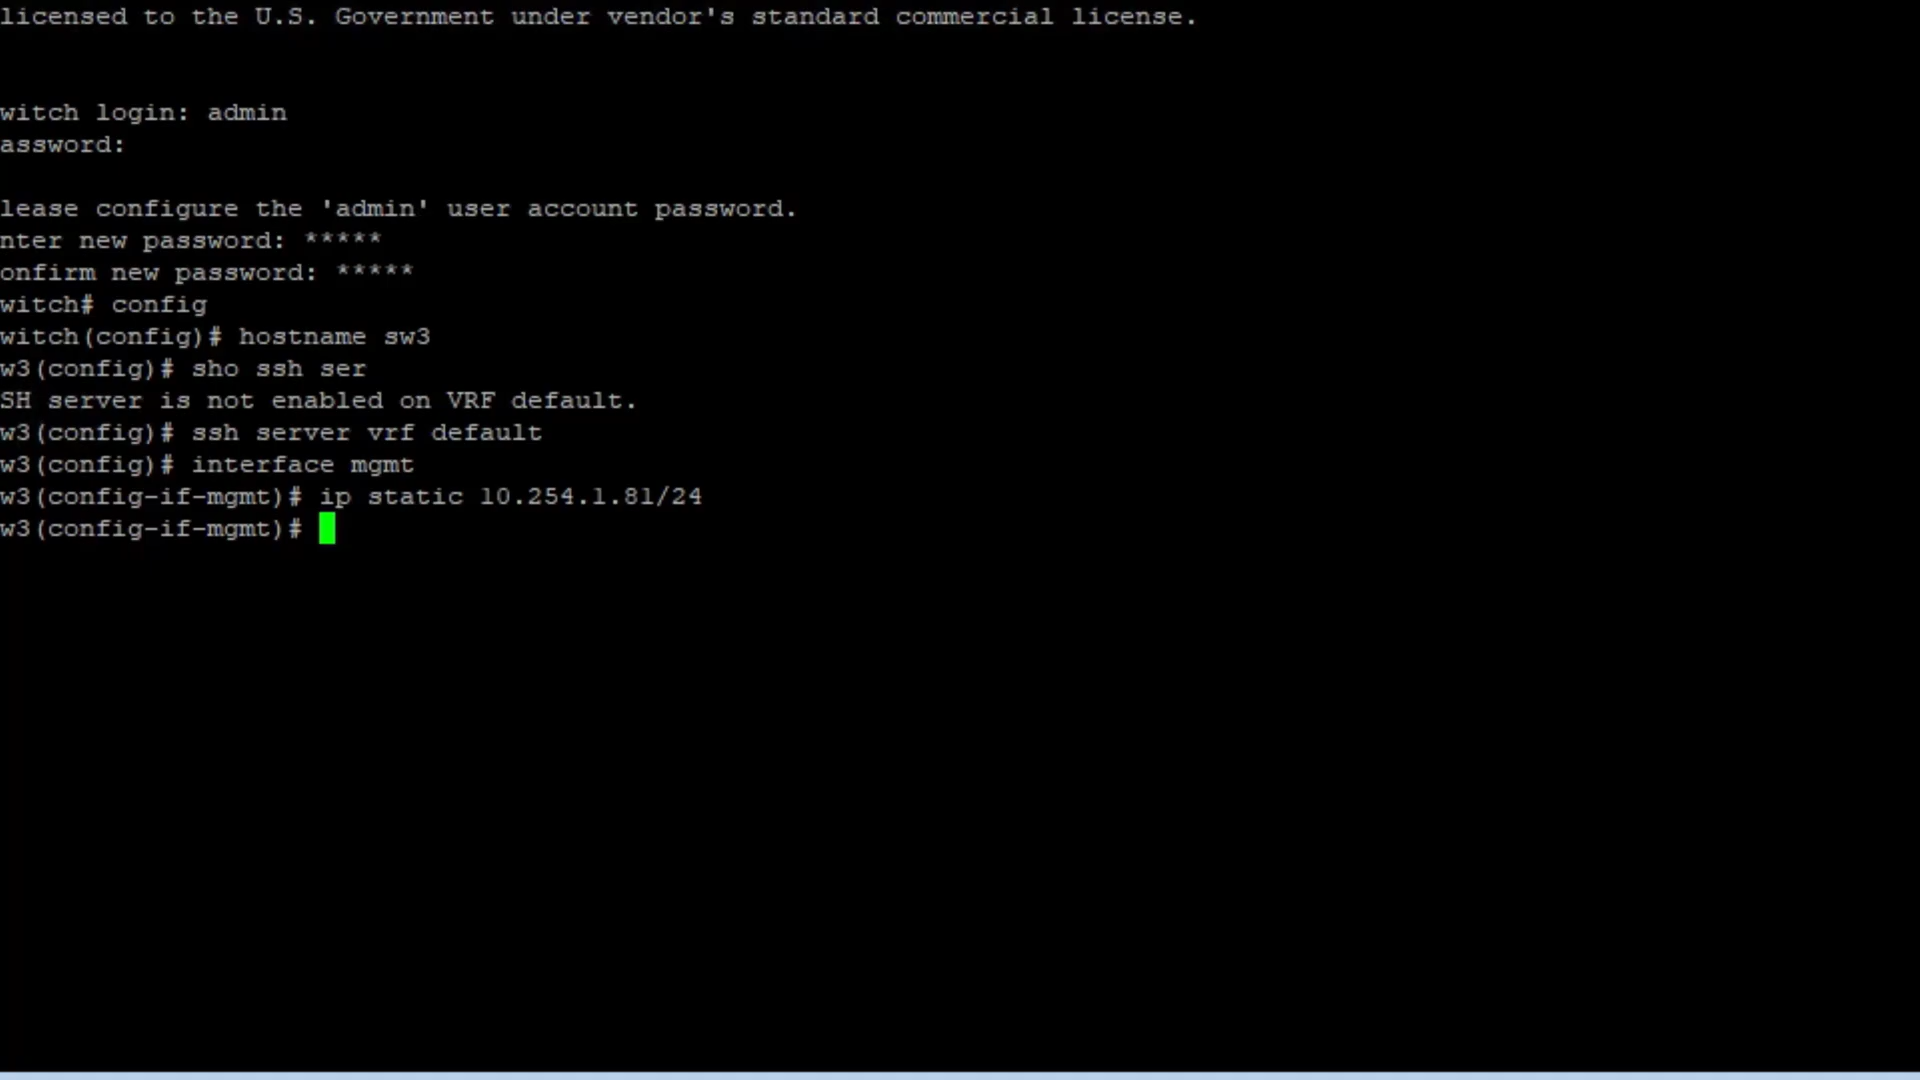 licensed to the U.S. Government under vendor's standard commercial license.
witch login: admin
assword:
lease configure the 'admin' user account password.
nter new password: *****
onfirm new password: *****
witch# config
witch(config)# hostname sw3
w3(config)# sho ssh ser
SH server is not enabled on VRF default.
w3(config)# ssh server vrf default
w3(config)# interface mgmt
w3(config-if-mgmt)# ip static 10.254.1.81/24
w3(config-if-mgmt)#